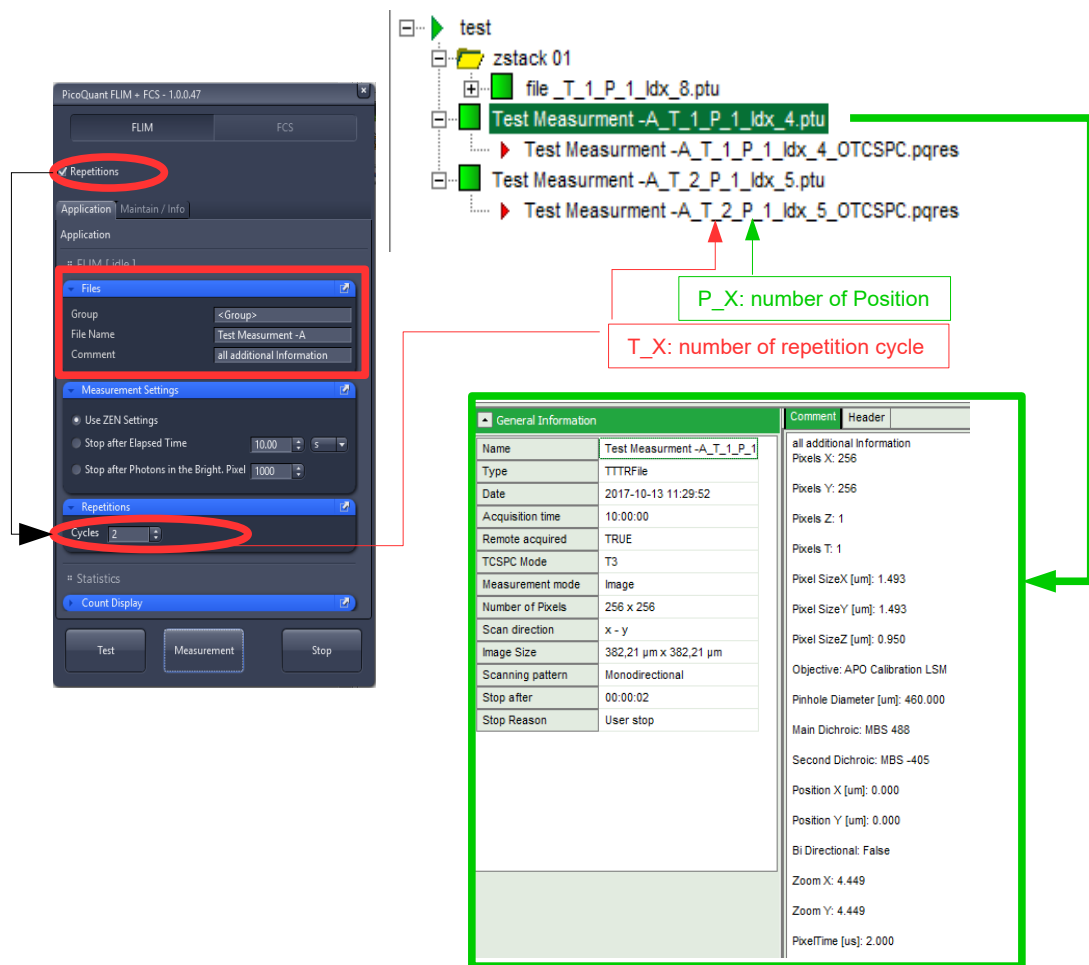 test
zstack 01
file _T_1_P_1_Idx_8.ptu
Test Measurment -A_T_1_P_1_Idx_4.ptu
Test Measurment -A_T_1_P_1_Idx_4_OTCSPC.pqres
Test Measurment -A_T_2_P_1_Idx_5.ptu
Test Measurment -A_T_2_P_1_Idx_5_OTCSPC.pqres
P_X: number of Position
T_X: number of repetition cycle
PicoQuant FLIM + FCS - 1.0.0.47
FLIM FCS
Repetitions
Application Maintain / Info
Application
FLIM [ idle ]
Files
Group <Group>
File Name Test Measurment -A
Comment all additional Information
Measurement Settings
Use ZEN Settings
Stop after Elapsed Time 10.00 s
Stop after Photons in the Bright. Pixel 1000
Repetitions
Cycles 2
Statistics
Count Display
Test Measurement Stop
General Information
Name Test Measurment -A_T_1_P_1
Type TTTRFile
Date 2017-10-13 11:29:52
Acquisition time 10:00:00
Remote acquired TRUE
TCSPC Mode T3
Measurement mode Image
Number of Pixels 256 x 256
Scan direction x - y
Image Size 382,21 µm x 382,21 µm
Scanning pattern Monodirectional
Stop after 00:00:02
Stop Reason User stop
Comment Header
all additional Information
Pixels X: 256
Pixels Y: 256
Pixels Z: 1
Pixels T: 1
Pixel SizeX [um]: 1.493
Pixel SizeY [um]: 1.493
Pixel SizeZ [um]: 0.950
Objective: APO Calibration LSM
Pinhole Diameter [um]: 460.000
Main Dichroic: MBS 488
Second Dichroic: MBS -405
Position X [um]: 0.000
Position Y [um]: 0.000
Bi Directional: False
Zoom X: 4.449
Zoom Y: 4.449
PixelTime [us]: 2.000